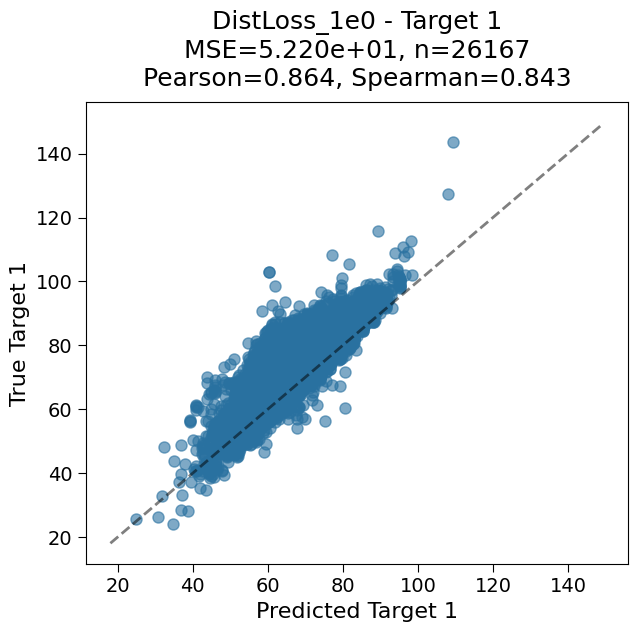 DistLoss_1e0 - Target 1
MSE=5.220e+01, n=26167
Pearson=0.864, Spearman=0.843
True Target 1
140
120
100
80
60
40
20
20 40 60 80 100 120 140
Predicted Target 1